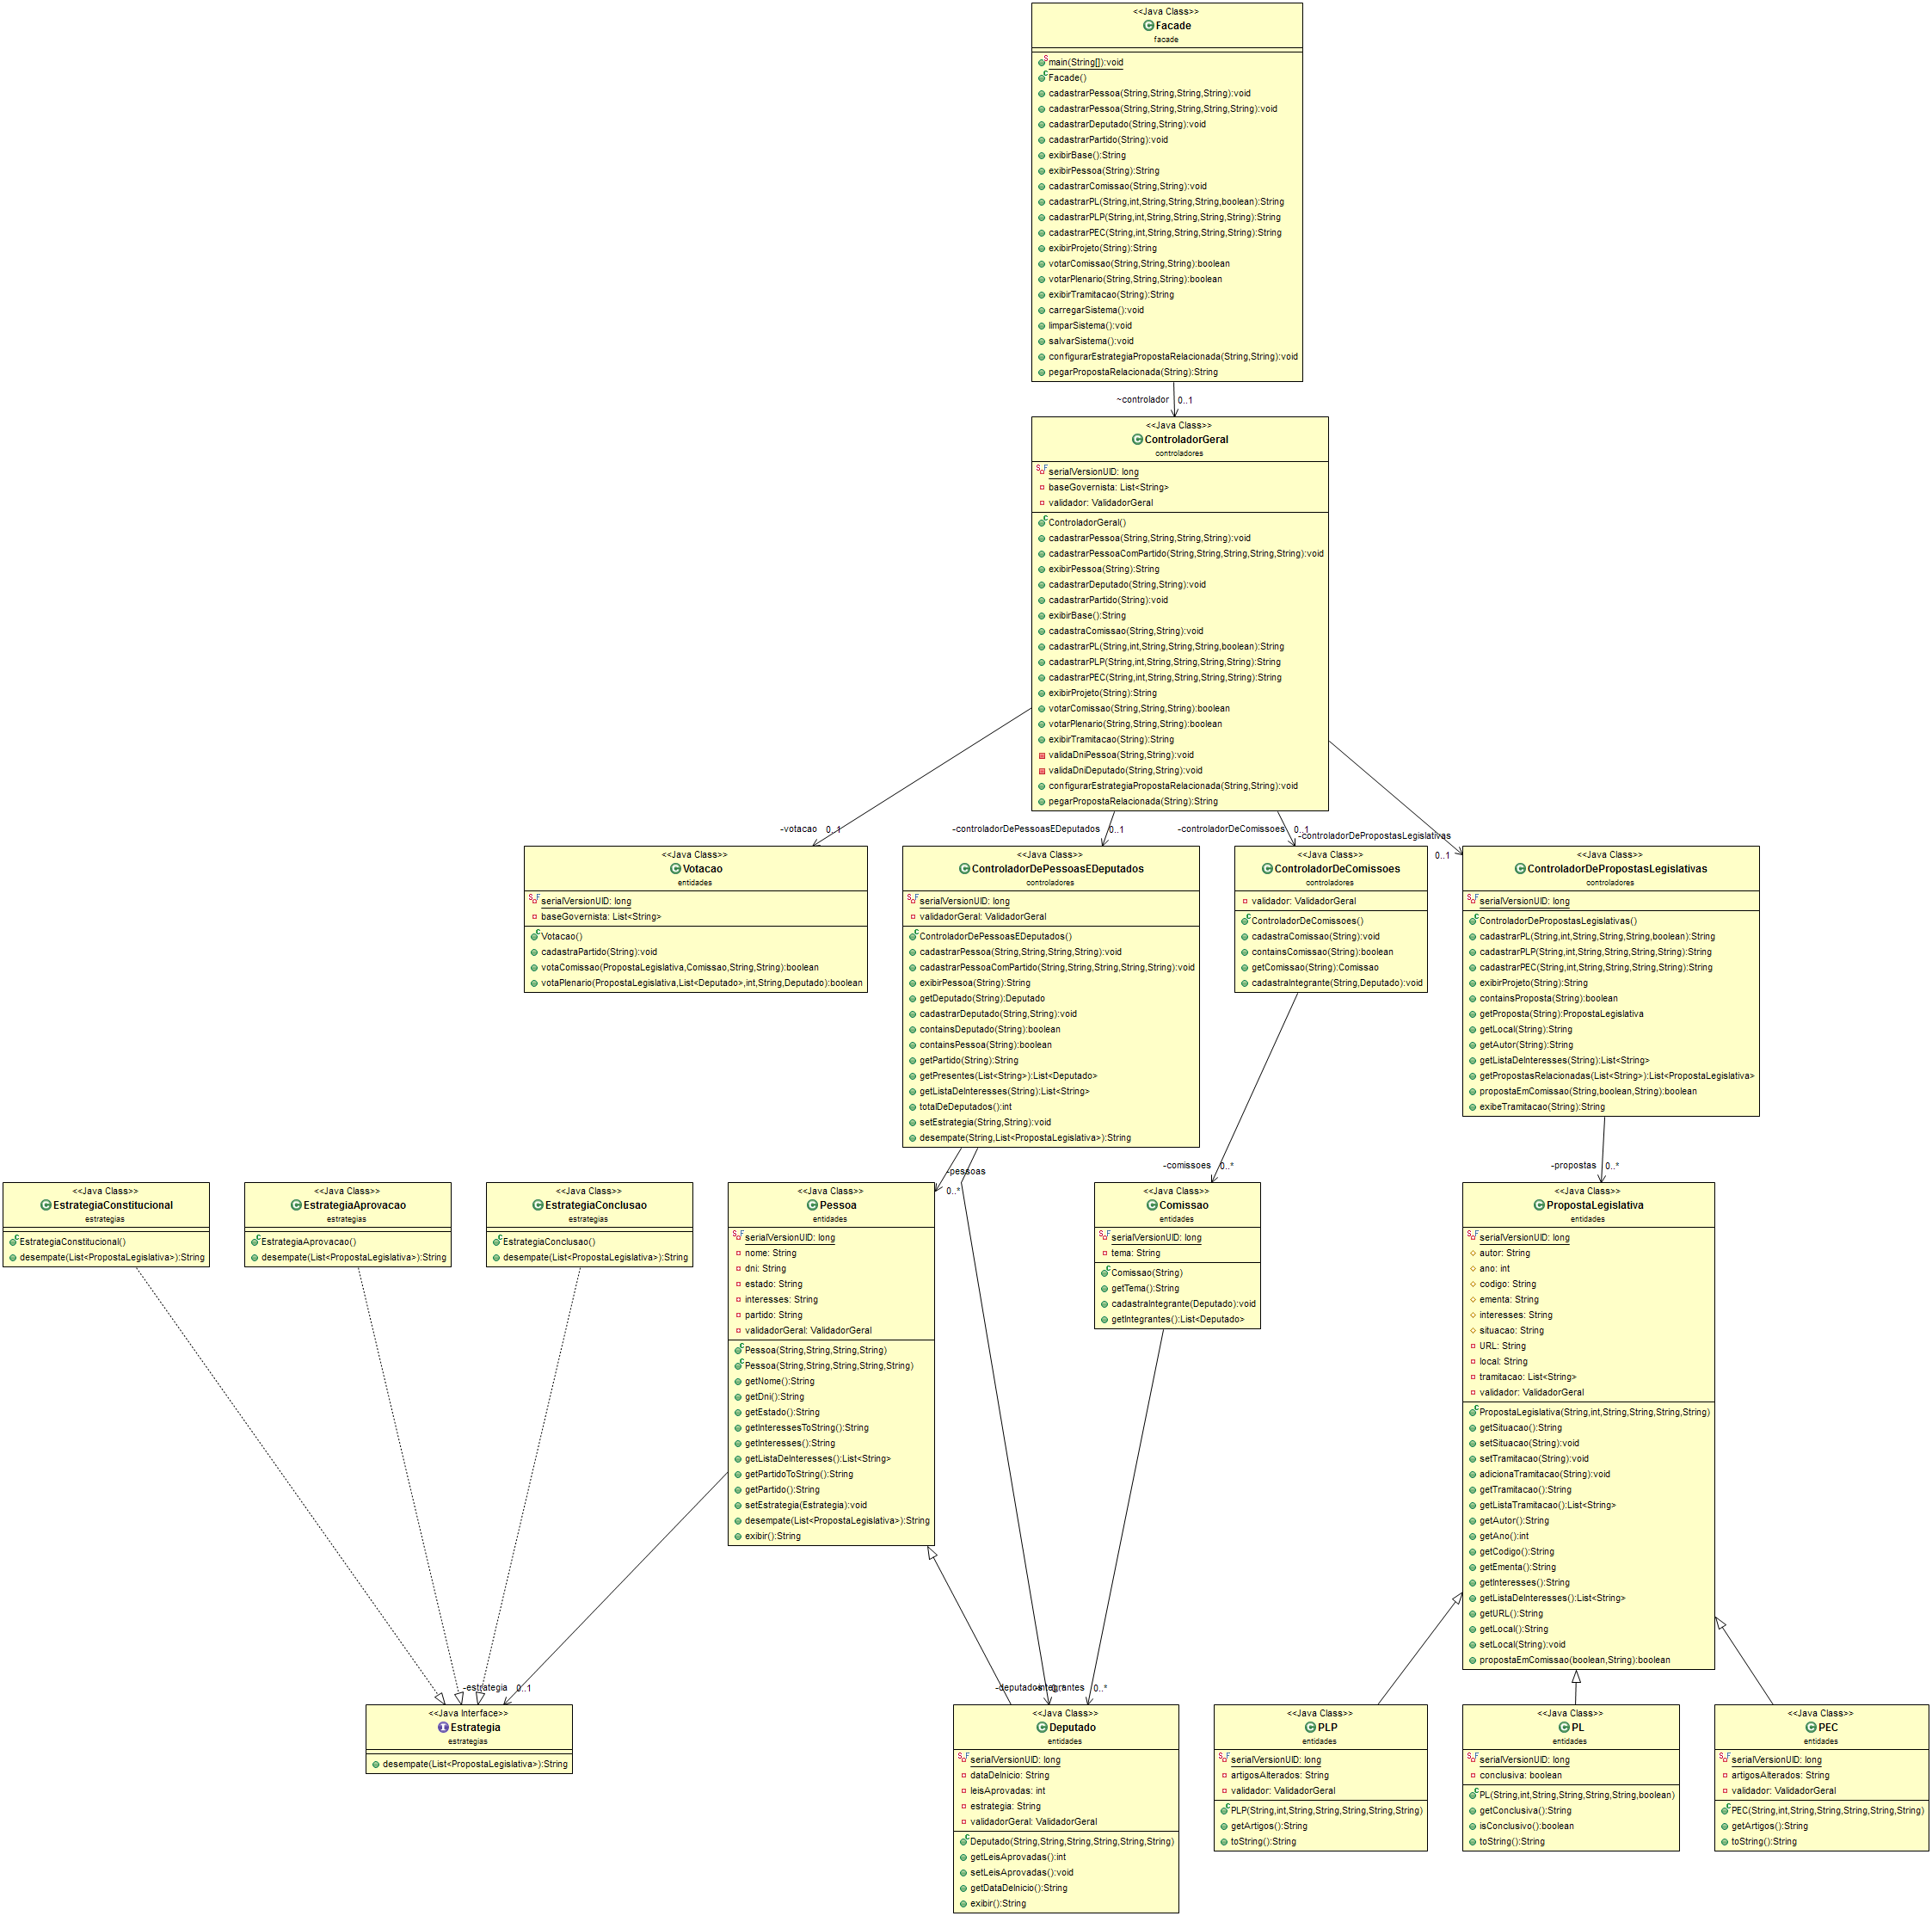 <<Java Class>>
Facade
facade
main(String[]):void
Facade()
cadastrarPessoa(String,String,String,String):void
cadastrarPessoa(String,String,String,String,String):void
cadastrarDeputado(String,String):void
cadastrarPartido(String):void
exibirBase():String
exibirPessoa(String):String
cadastrarComissao(String,String):void
cadastrarPL(String,int,String,String,String,boolean):String
cadastrarPLP(String,int,String,String,String,String):String
cadastrarPEC(String,int,String,String,String,String):String
exibirProjeto(String):String
votarComissao(String,String,String):boolean
votarPlenario(String,String,String):boolean
exibirTramitacao(String):String
carregarSistema():void
limparSistema():void
salvarSistema():void
configurarEstrategiaPropostaRelacionada(String,String):void
pegarPropostaRelacionada(String):String
~controlador 0..1
<<Java Class>>
ControladorGeral
controladores
serialVersionUID: long
baseGovernista: List<String>
validador: ValidadorGeral
ControladorGeral()
cadastrarPessoa(String,String,String,String):void
cadastrarPessoaComPartido(String,String,String,String,String):void
exibirPessoa(String):String
cadastrarDeputado(String,String):void
cadastrarPartido(String):void
exibirBase():String
cadastraComissao(String,String):void
cadastrarPL(String,int,String,String,String,boolean):String
cadastrarPLP(String,int,String,String,String,String):String
cadastrarPEC(String,int,String,String,String,String):String
exibirProjeto(String):String
votarComissao(String,String,String):boolean
votarPlenario(String,String,String):boolean
exibirTramitacao(String):String
validaDniPessoa(String,String):void
validaDniDeputado(String,String):void
configurarEstrategiaPropostaRelacionada(String,String):void
pegarPropostaRelacionada(String):String
-votacao 0..1
-controladorDePessoasEDeputados 0..1
-controladorDeComissoes 0..1
-controladorDePropostasLegislativas
0..1
<<Java Class>>
Votacao
entidades
serialVersionUID: long
baseGovernista: List<String>
Votacao()
cadastraPartido(String):void
votaComissao(PropostaLegislativa,Comissao,String,String):boolean
votaPlenario(PropostaLegislativa,List<Deputado>,int,String,Deputado):boolean
<<Java Class>>
ControladorDePessoasEDeputados
controladores
serialVersionUID: long
validadorGeral: ValidadorGeral
ControladorDePessoasEDeputados()
cadastrarPessoa(String,String,String,String):void
cadastrarPessoaComPartido(String,String,String,String,String):void
exibirPessoa(String):String
getDeputado(String):Deputado
cadastrarDeputado(String,String):void
containsDeputado(String):boolean
containsPessoa(String):boolean
getPartido(String):String
getPresentes(List<String>):List<Deputado>
getListaDeInteresses(String):List<String>
totalDeDeputados():int
setEstrategia(String,String):void
desempate(String,List<PropostaLegislativa>):String
<<Java Class>>
ControladorDeComissoes
controladores
validador: ValidadorGeral
ControladorDeComissoes()
cadastraComissao(String):void
containsComissao(String):boolean
getComissao(String):Comissao
cadastraIntegrante(String,Deputado):void
<<Java Class>>
ControladorDePropostasLegislativas
controladores
serialVersionUID: long
ControladorDePropostasLegislativas()
cadastrarPL(String,int,String,String,String,boolean):String
cadastrarPLP(String,int,String,String,String,String):String
cadastrarPEC(String,int,String,String,String,String):String
exibirProjeto(String):String
containsProposta(String):boolean
getProposta(String):PropostaLegislativa
getLocal(String):String
getAutor(String):String
getListaDeInteresses(String):List<String>
getPropostasRelacionadas(List<String>):List<PropostaLegislativa>
propostaEmComissao(String,boolean,String):boolean
exibeTramitacao(String):String
-pessoas
0..*
-comissoes 0..*
-propostas 0..*
<<Java Class>>
EstrategiaConstitucional
estrategias
EstrategiaConstitucional()
desempate(List<PropostaLegislativa>):String
<<Java Class>>
EstrategiaAprovacao
estrategias
EstrategiaAprovacao()
desempate(List<PropostaLegislativa>):String
<<Java Class>>
EstrategiaConclusao
estrategias
EstrategiaConclusao()
desempate(List<PropostaLegislativa>):String
<<Java Class>>
Pessoa
entidades
serialVersionUID: long
nome: String
dni: String
estado: String
interesses: String
partido: String
validadorGeral: ValidadorGeral
Pessoa(String,String,String,String)
Pessoa(String,String,String,String,String)
getNome():String
getDni():String
getEstado():String
getInteressesToString():String
getInteresses():String
getListaDeInteresses():List<String>
getPartidoToString():String
getPartido():String
setEstrategia(Estrategia):void
desempate(List<PropostaLegislativa>):String
exibir():String
<<Java Class>>
Comissao
entidades
serialVersionUID: long
tema: String
Comissao(String)
getTema():String
cadastraIntegrante(Deputado):void
getIntegrantes():List<Deputado>
<<Java Class>>
PropostaLegislativa
entidades
serialVersionUID: long
autor: String
ano: int
codigo: String
ementa: String
interesses: String
situacao: String
URL: String
local: String
tramitacao: List<String>
validador: ValidadorGeral
PropostaLegislativa(String,int,String,String,String,String)
getSituacao():String
setSituacao(String):void
setTramitacao(String):void
adicionaTramitacao(String):void
getTramitacao():String
getListaTramitacao():List<String>
getAutor():String
getAno():int
getCodigo():String
getEmenta():String
getInteresses():String
getListaDeInteresses():List<String>
getURL():String
getLocal():String
setLocal(String):void
propostaEmComissao(boolean,String):boolean
-estrategia 0..1
0..*
<<Java Interface>>
Estrategia
estrategias
desempate(List<PropostaLegislativa>):String
<<Java Class>>
Deputado
entidades
serialVersionUID: long
dataDeInicio: String
leisAprovadas: int
estrategia: String
validadorGeral: ValidadorGeral
Deputado(String,String,String,String,String,String)
getLeisAprovadas():int
setLeisAprovadas():void
getDataDeInicio():String
exibir():String
<<Java Class>>
PLP
entidades
serialVersionUID: long
artigosAlterados: String
validador: ValidadorGeral
PLP(String,int,String,String,String,String,String)
getArtigos():String
toString():String
<<Java Class>>
PL
entidades
serialVersionUID: long
conclusiva: boolean
PL(String,int,String,String,String,String,boolean)
getConclusiva():String
isConclusivo():boolean
toString():String
<<Java Class>>
PEC
entidades
serialVersionUID: long
artigosAlterados: String
validador: ValidadorGeral
PEC(String,int,String,String,String,String,String)
getArtigos():String
toString():String